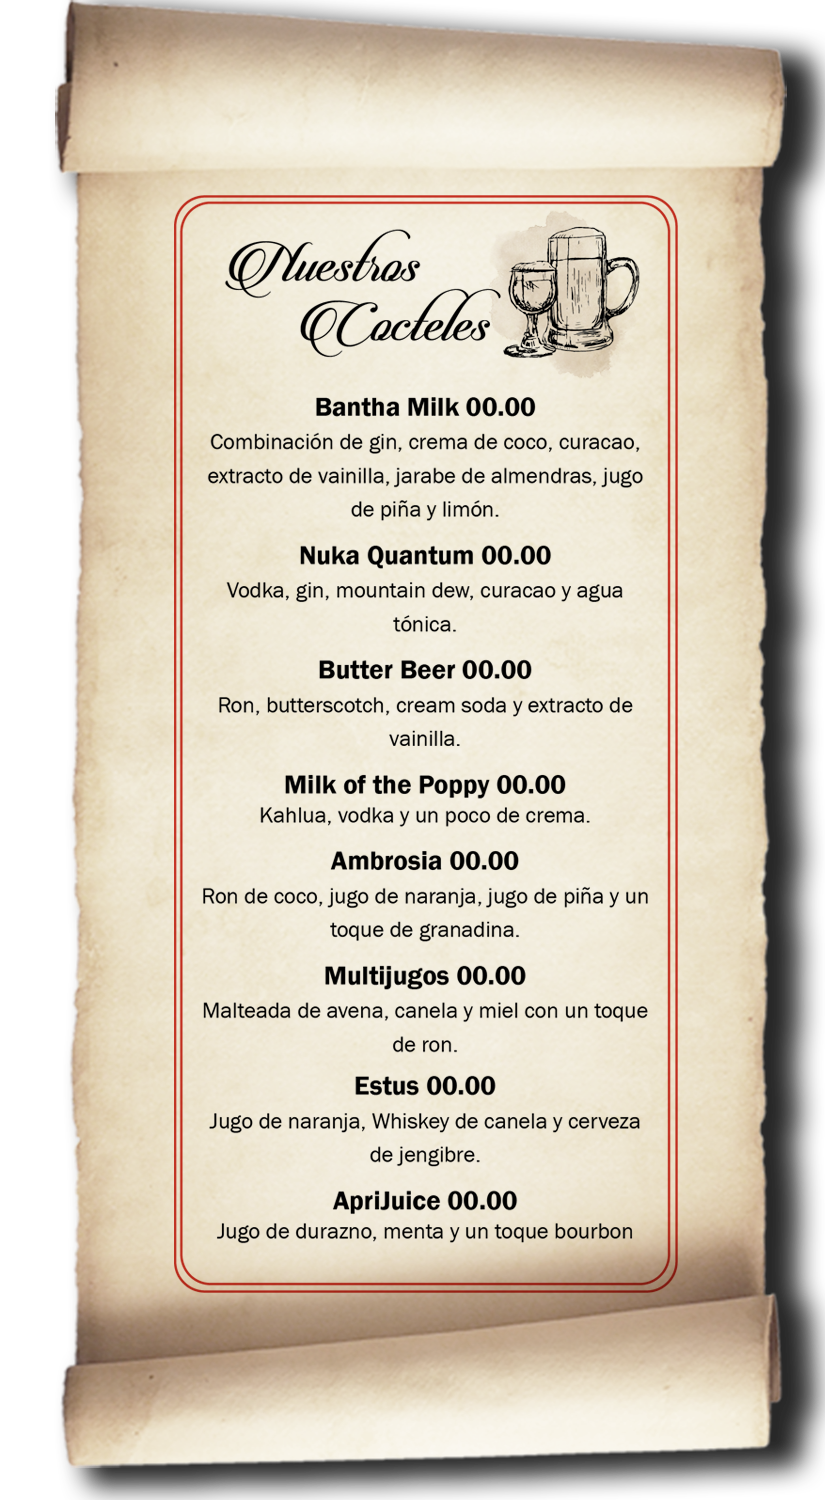 Nuestros
Cocteles
Bantha Milk 00.00
Combinación de gin, crema de coco, curacao,
extracto de vainilla, jarabe de almendras, jugo
de piña y limón.
Nuka Quantum 00.00
Vodka, gin, mountain dew, curacao y agua
tónica.
Butter Beer 00.00
Ron, butterscotch, cream soda y extracto de
vainilla.
Milk of the Poppy 00.00
Kahlua, vodka y un poco de crema.
Ambrosia 00.00
Ron de coco, jugo de naranja, jugo de piña y un
toque de granadina.
Multijugos 00.00
Malteada de avena, canela y miel con un toque
de ron.
Estus 00.00
Jugo de naranja, Whiskey de canela y cerveza
de jengibre.
ApriJuice 00.00
Jugo de durazno, menta y un toque bourbon